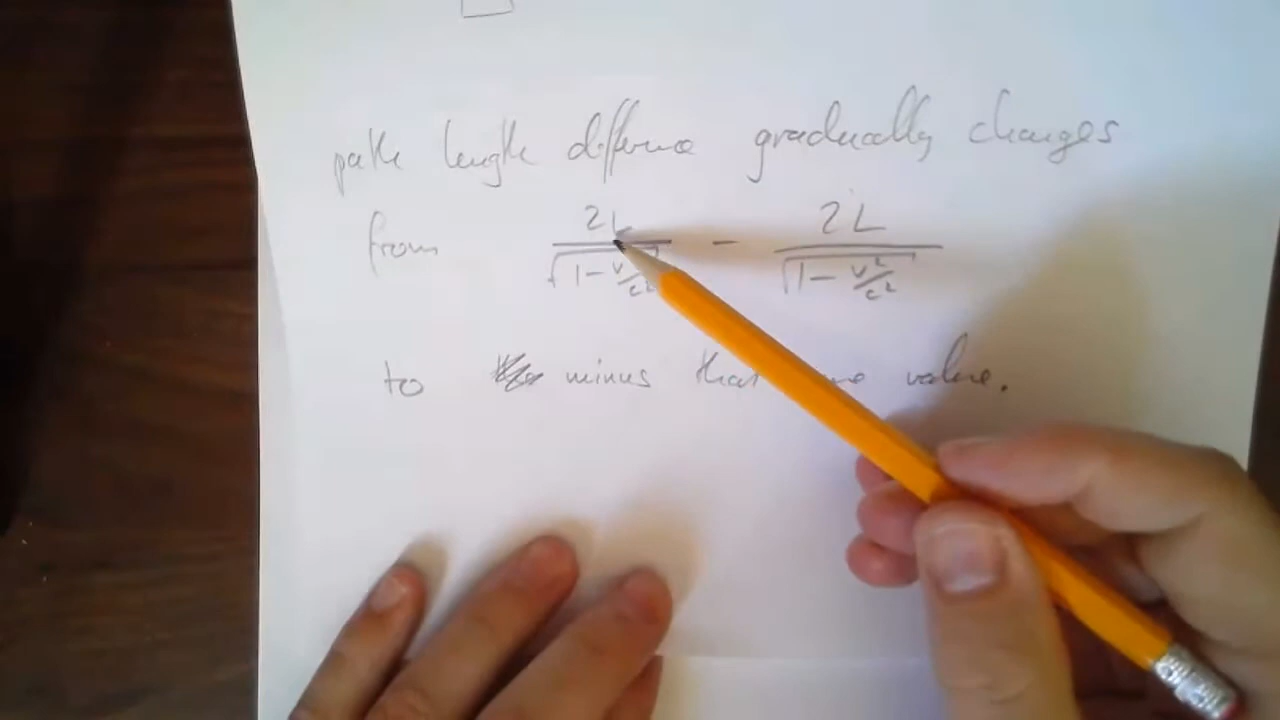 path length difference gradually changes
from 2L/√(1-v²/c²) - 2L/√(1-v²/c²)
to minus that value.